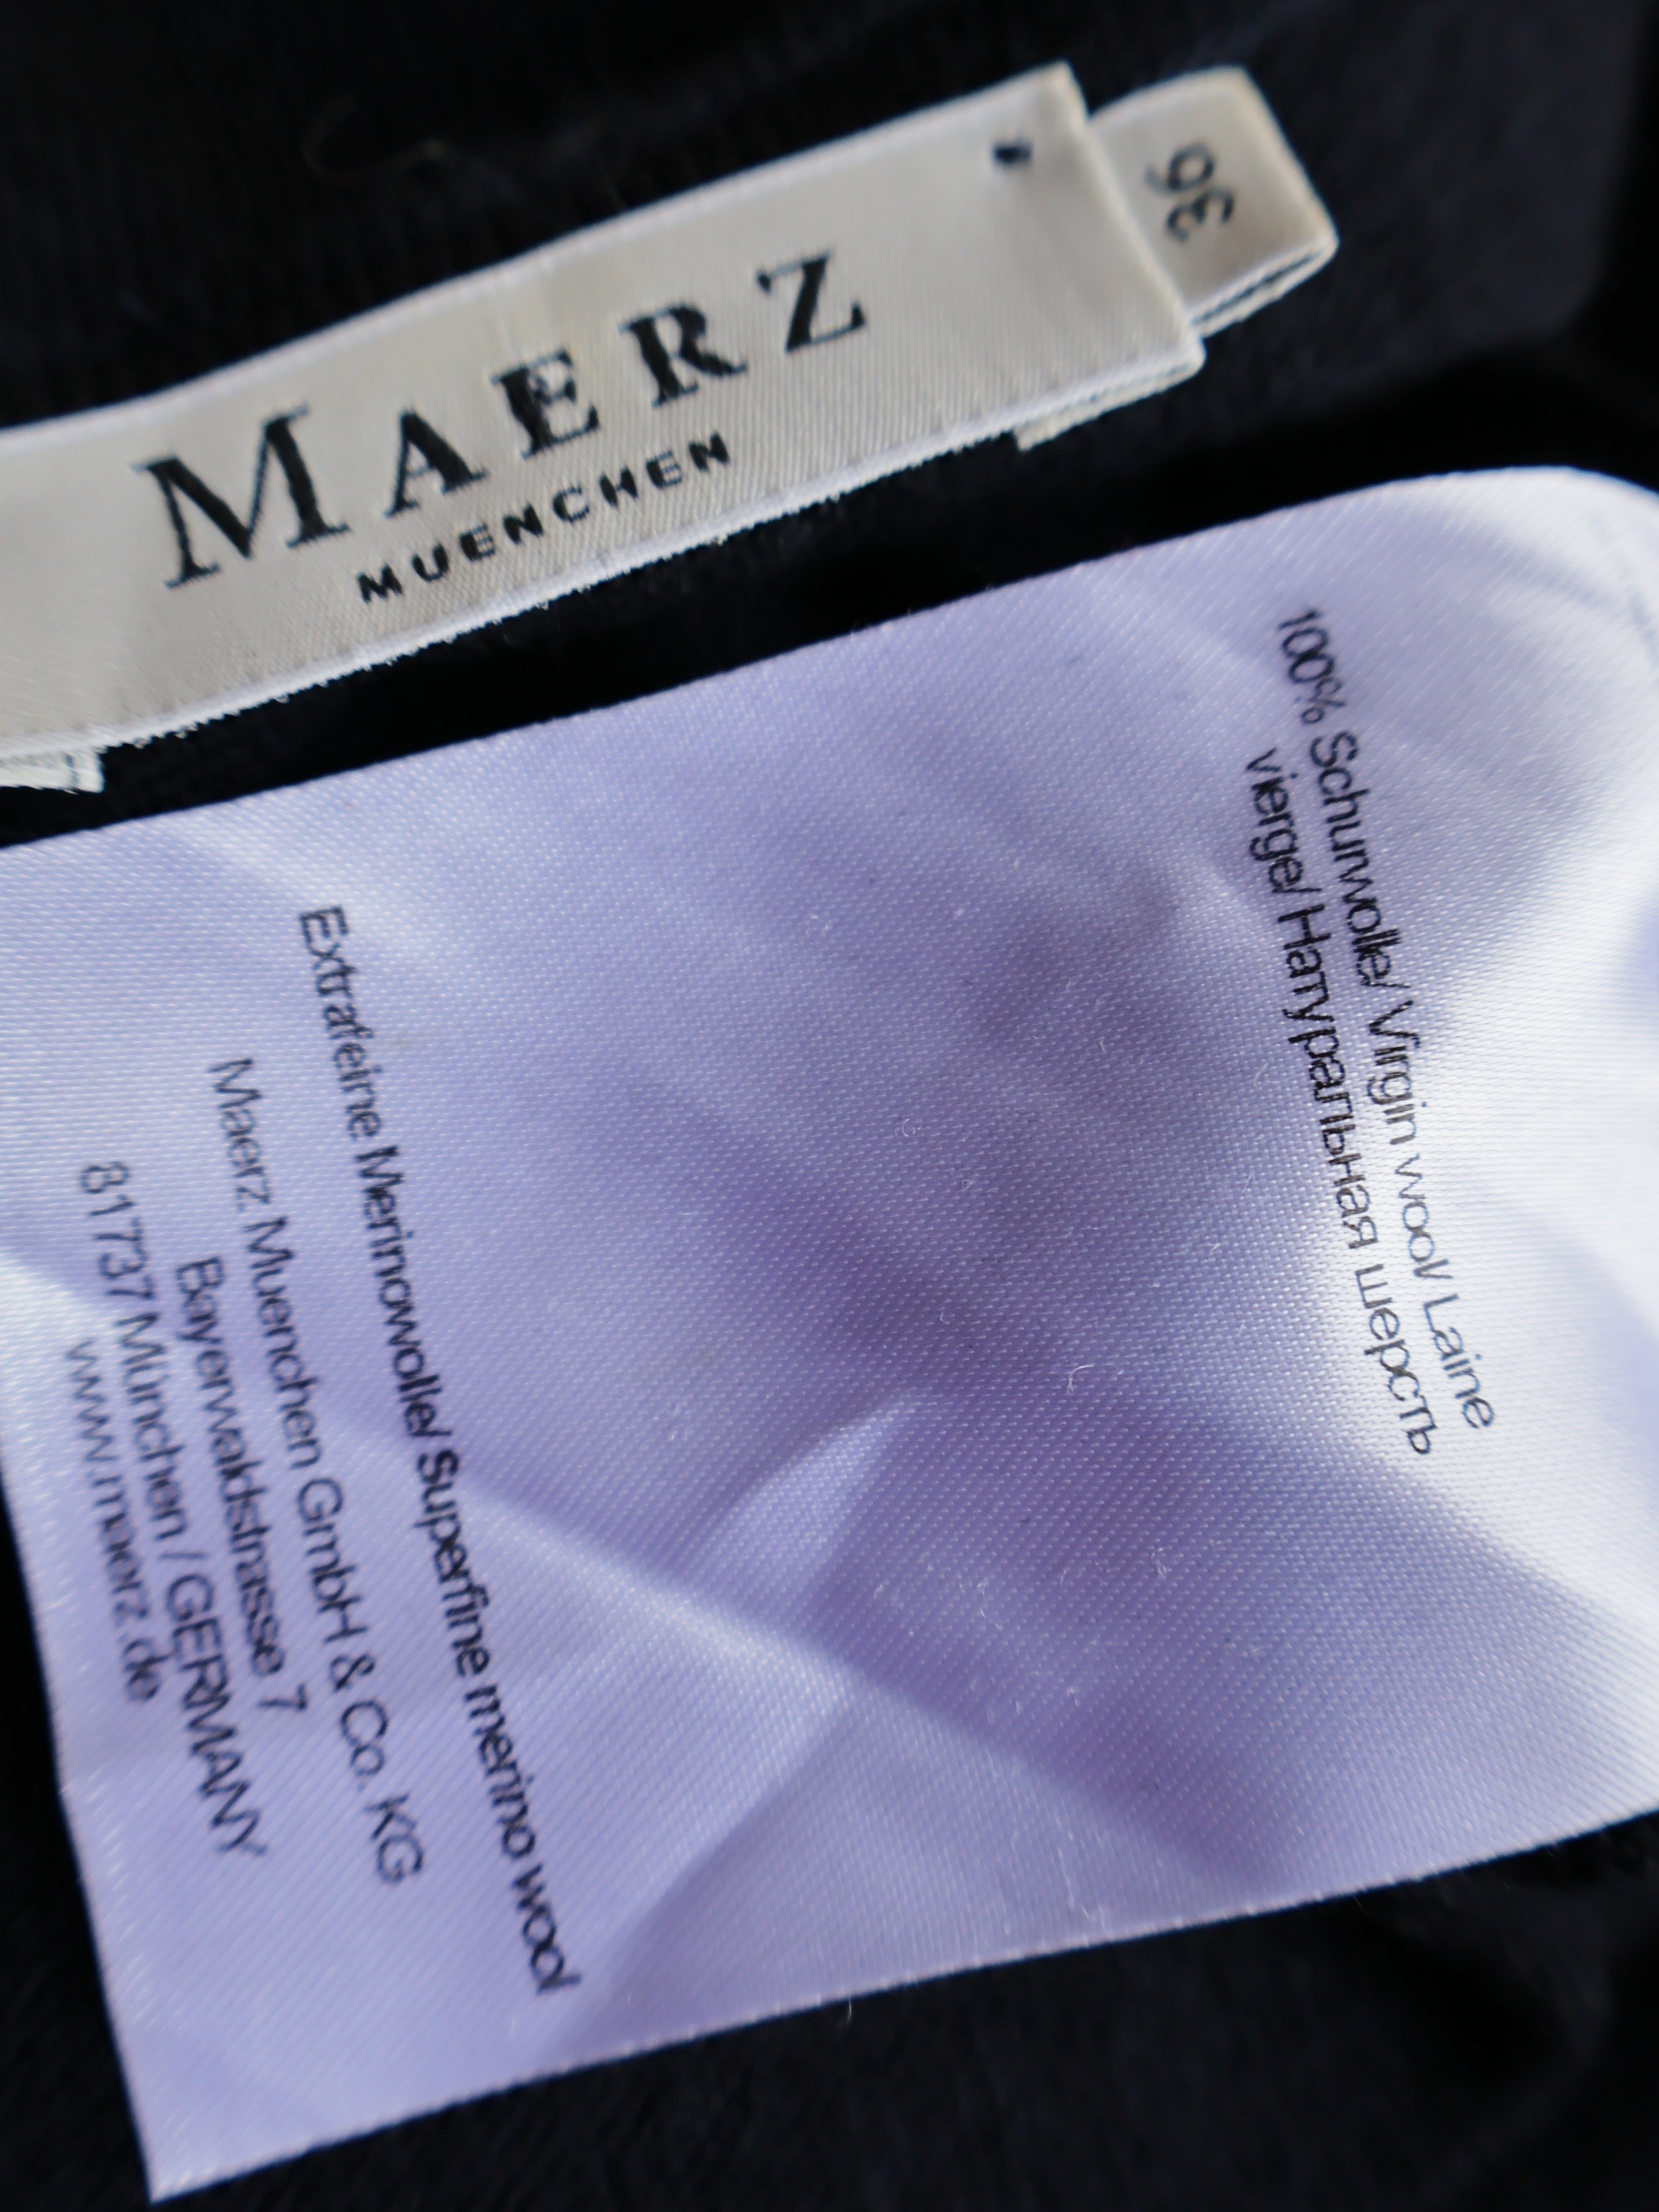 MAERZ
MUENCHEN
36
100% Schurwolle/ Virgin wool/ Laine
vierge/ Натуральная шерсть
Extrafeine Merinowolle/ Superfine merino wool
Maerz Muenchen GmbH & Co. KG
Bayerwaldstrasse 7
81737 München / GERMANY
www.maerz.de